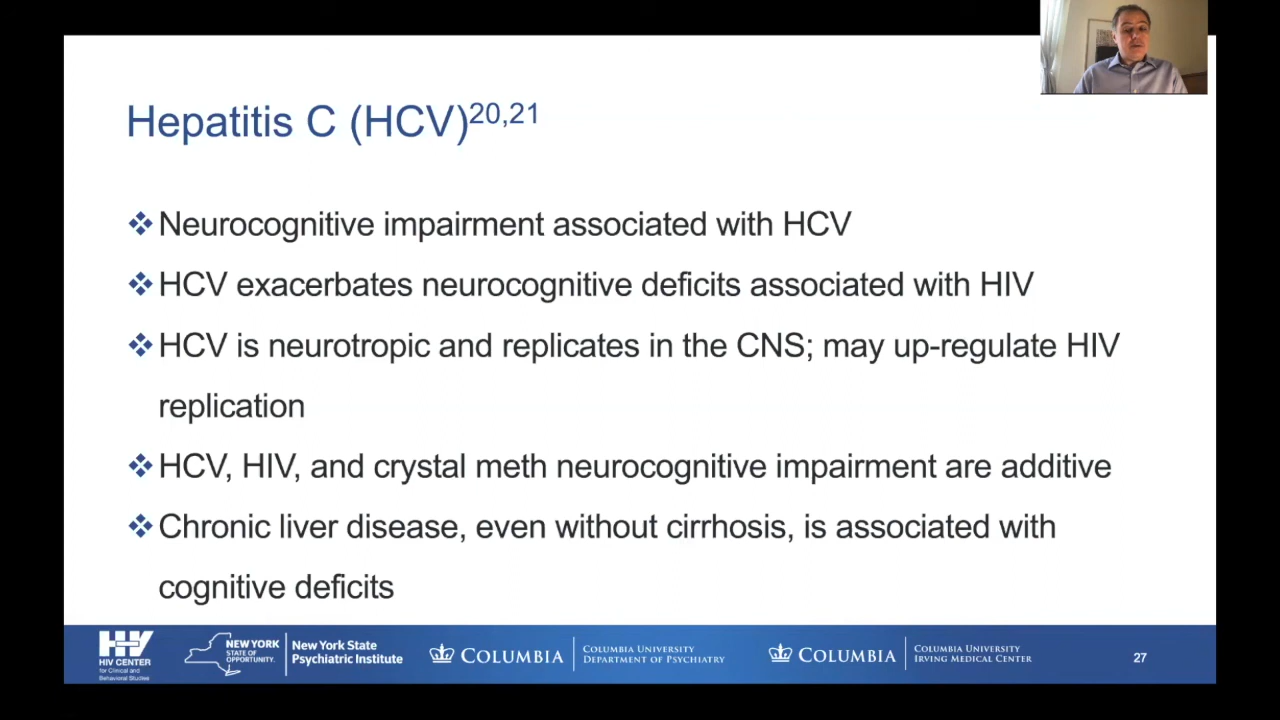 Hepatitis C (HCV)20,21
❖Neurocognitive impairment associated with HCV
❖HCV exacerbates neurocognitive deficits associated with HIV
❖HCV is neurotropic and replicates in the CNS; may up-regulate HIV
replication
❖HCV, HIV, and crystal meth neurocognitive impairment are additive
❖Chronic liver disease, even without cirrhosis, is associated with
cognitive deficits
HIV CENTER
for Clinical and
Behavioral Studies
NEW YORK
STATE OF
OPPORTUNITY.
New York State
Psychiatric Institute
COLUMBIA
COLUMBIA UNIVERSITY
DEPARTMENT OF PSYCHIATRY
COLUMBIA
COLUMBIA UNIVERSITY
IRVING MEDICAL CENTER
27